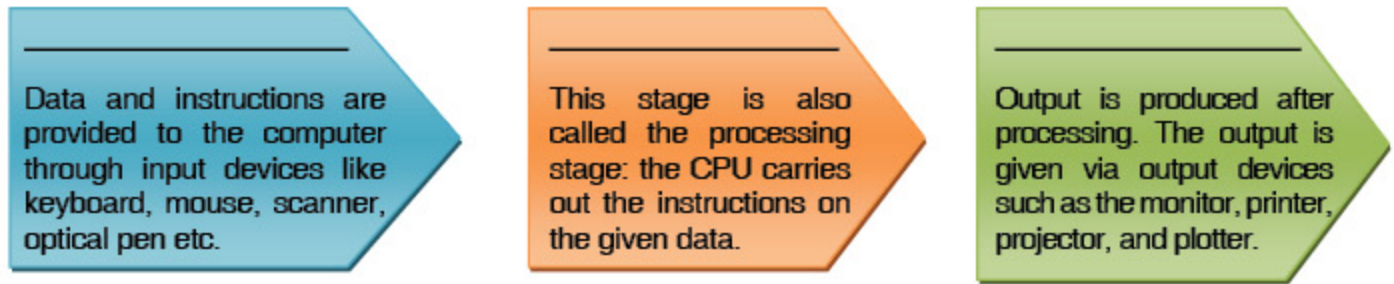 Data and instructions are
provided to the computer
through input devices like
keyboard, mouse, scanner,
optical pen etc.
This stage is also
called the processing
stage: the CPU carries
out the instructions on
the given data.
Output is produced after
processing. The output is
given via output devices
such as the monitor, printer,
projector, and plotter.